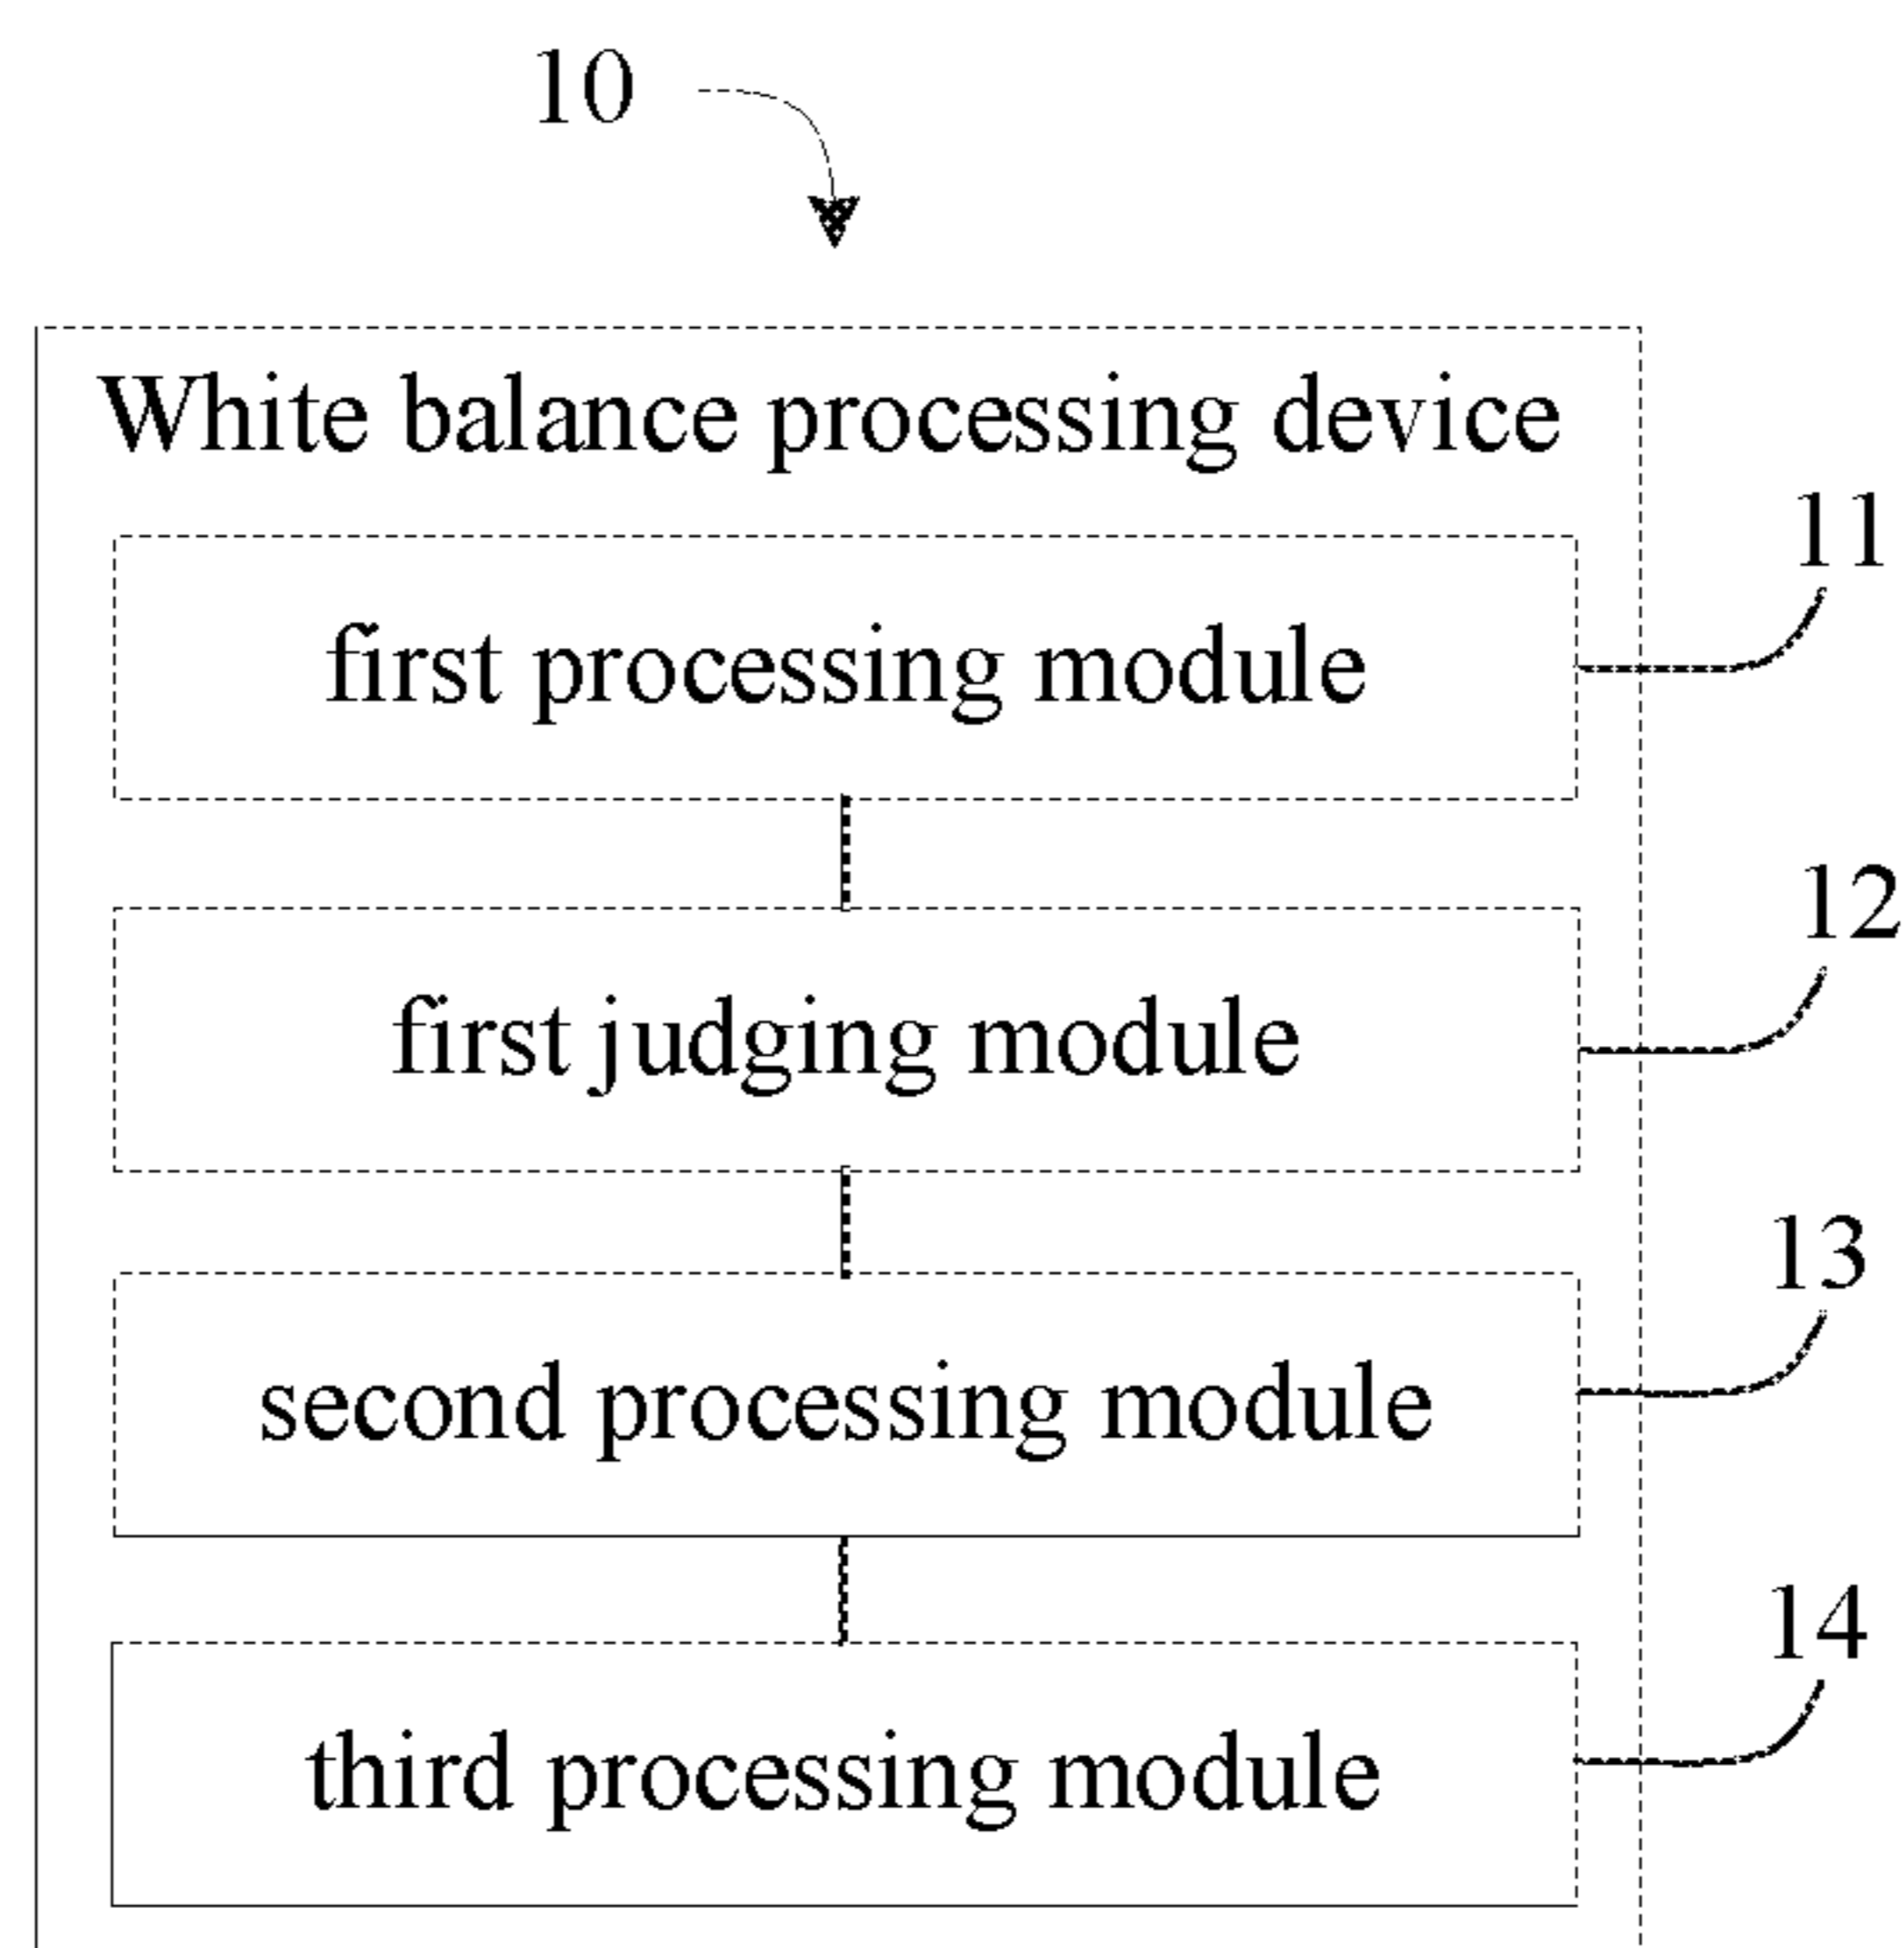 10
White balance processing device
11
first processing module
12
first judging module
13
second processing module
14
third processing module